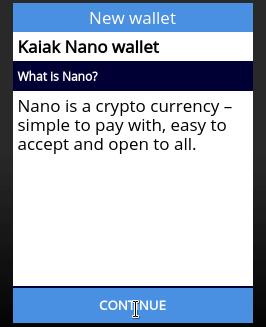 New wallet
Kaiak Nano wallet
What is Nano?
Nano is a crypto currency –
simple to pay with, easy to
accept and open to all.
CONTINUE